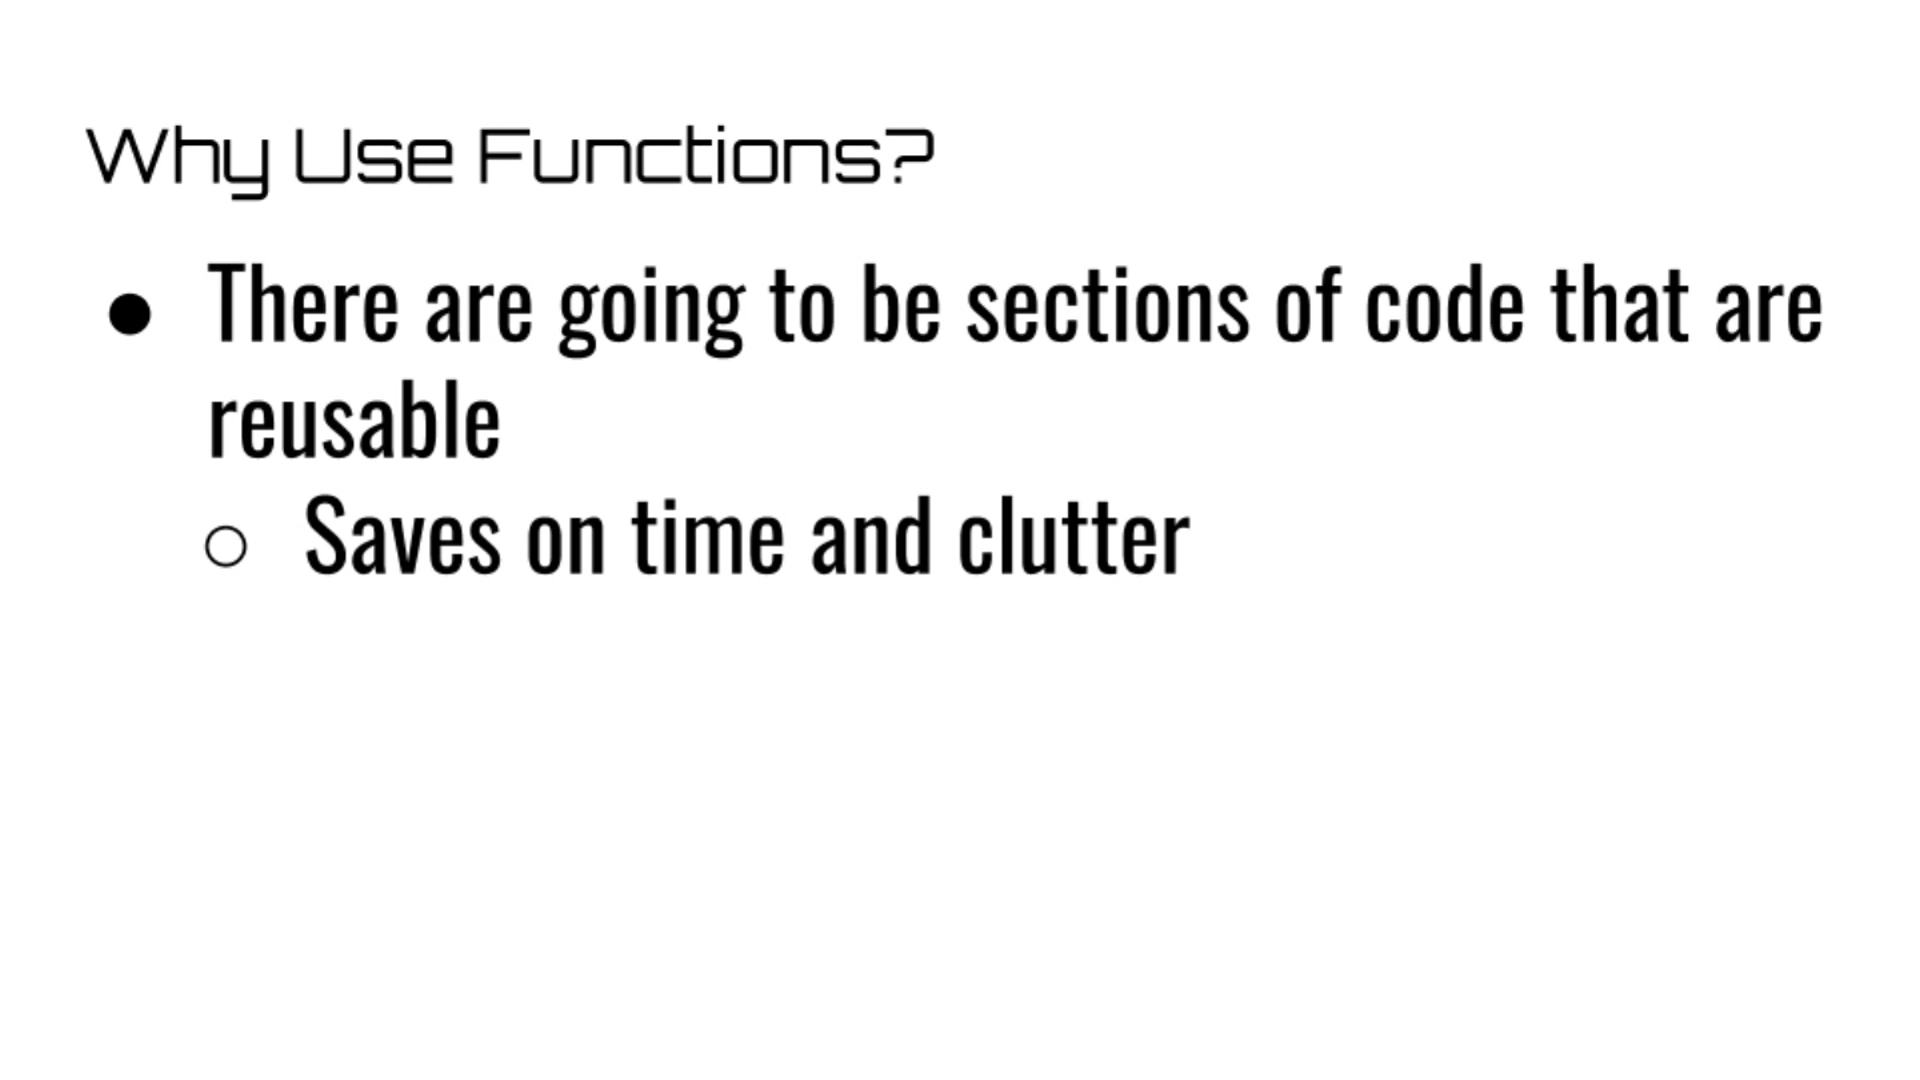 Why Use Functions?
● There are going to be sections of code that are
reusable
○ Saves on time and clutter